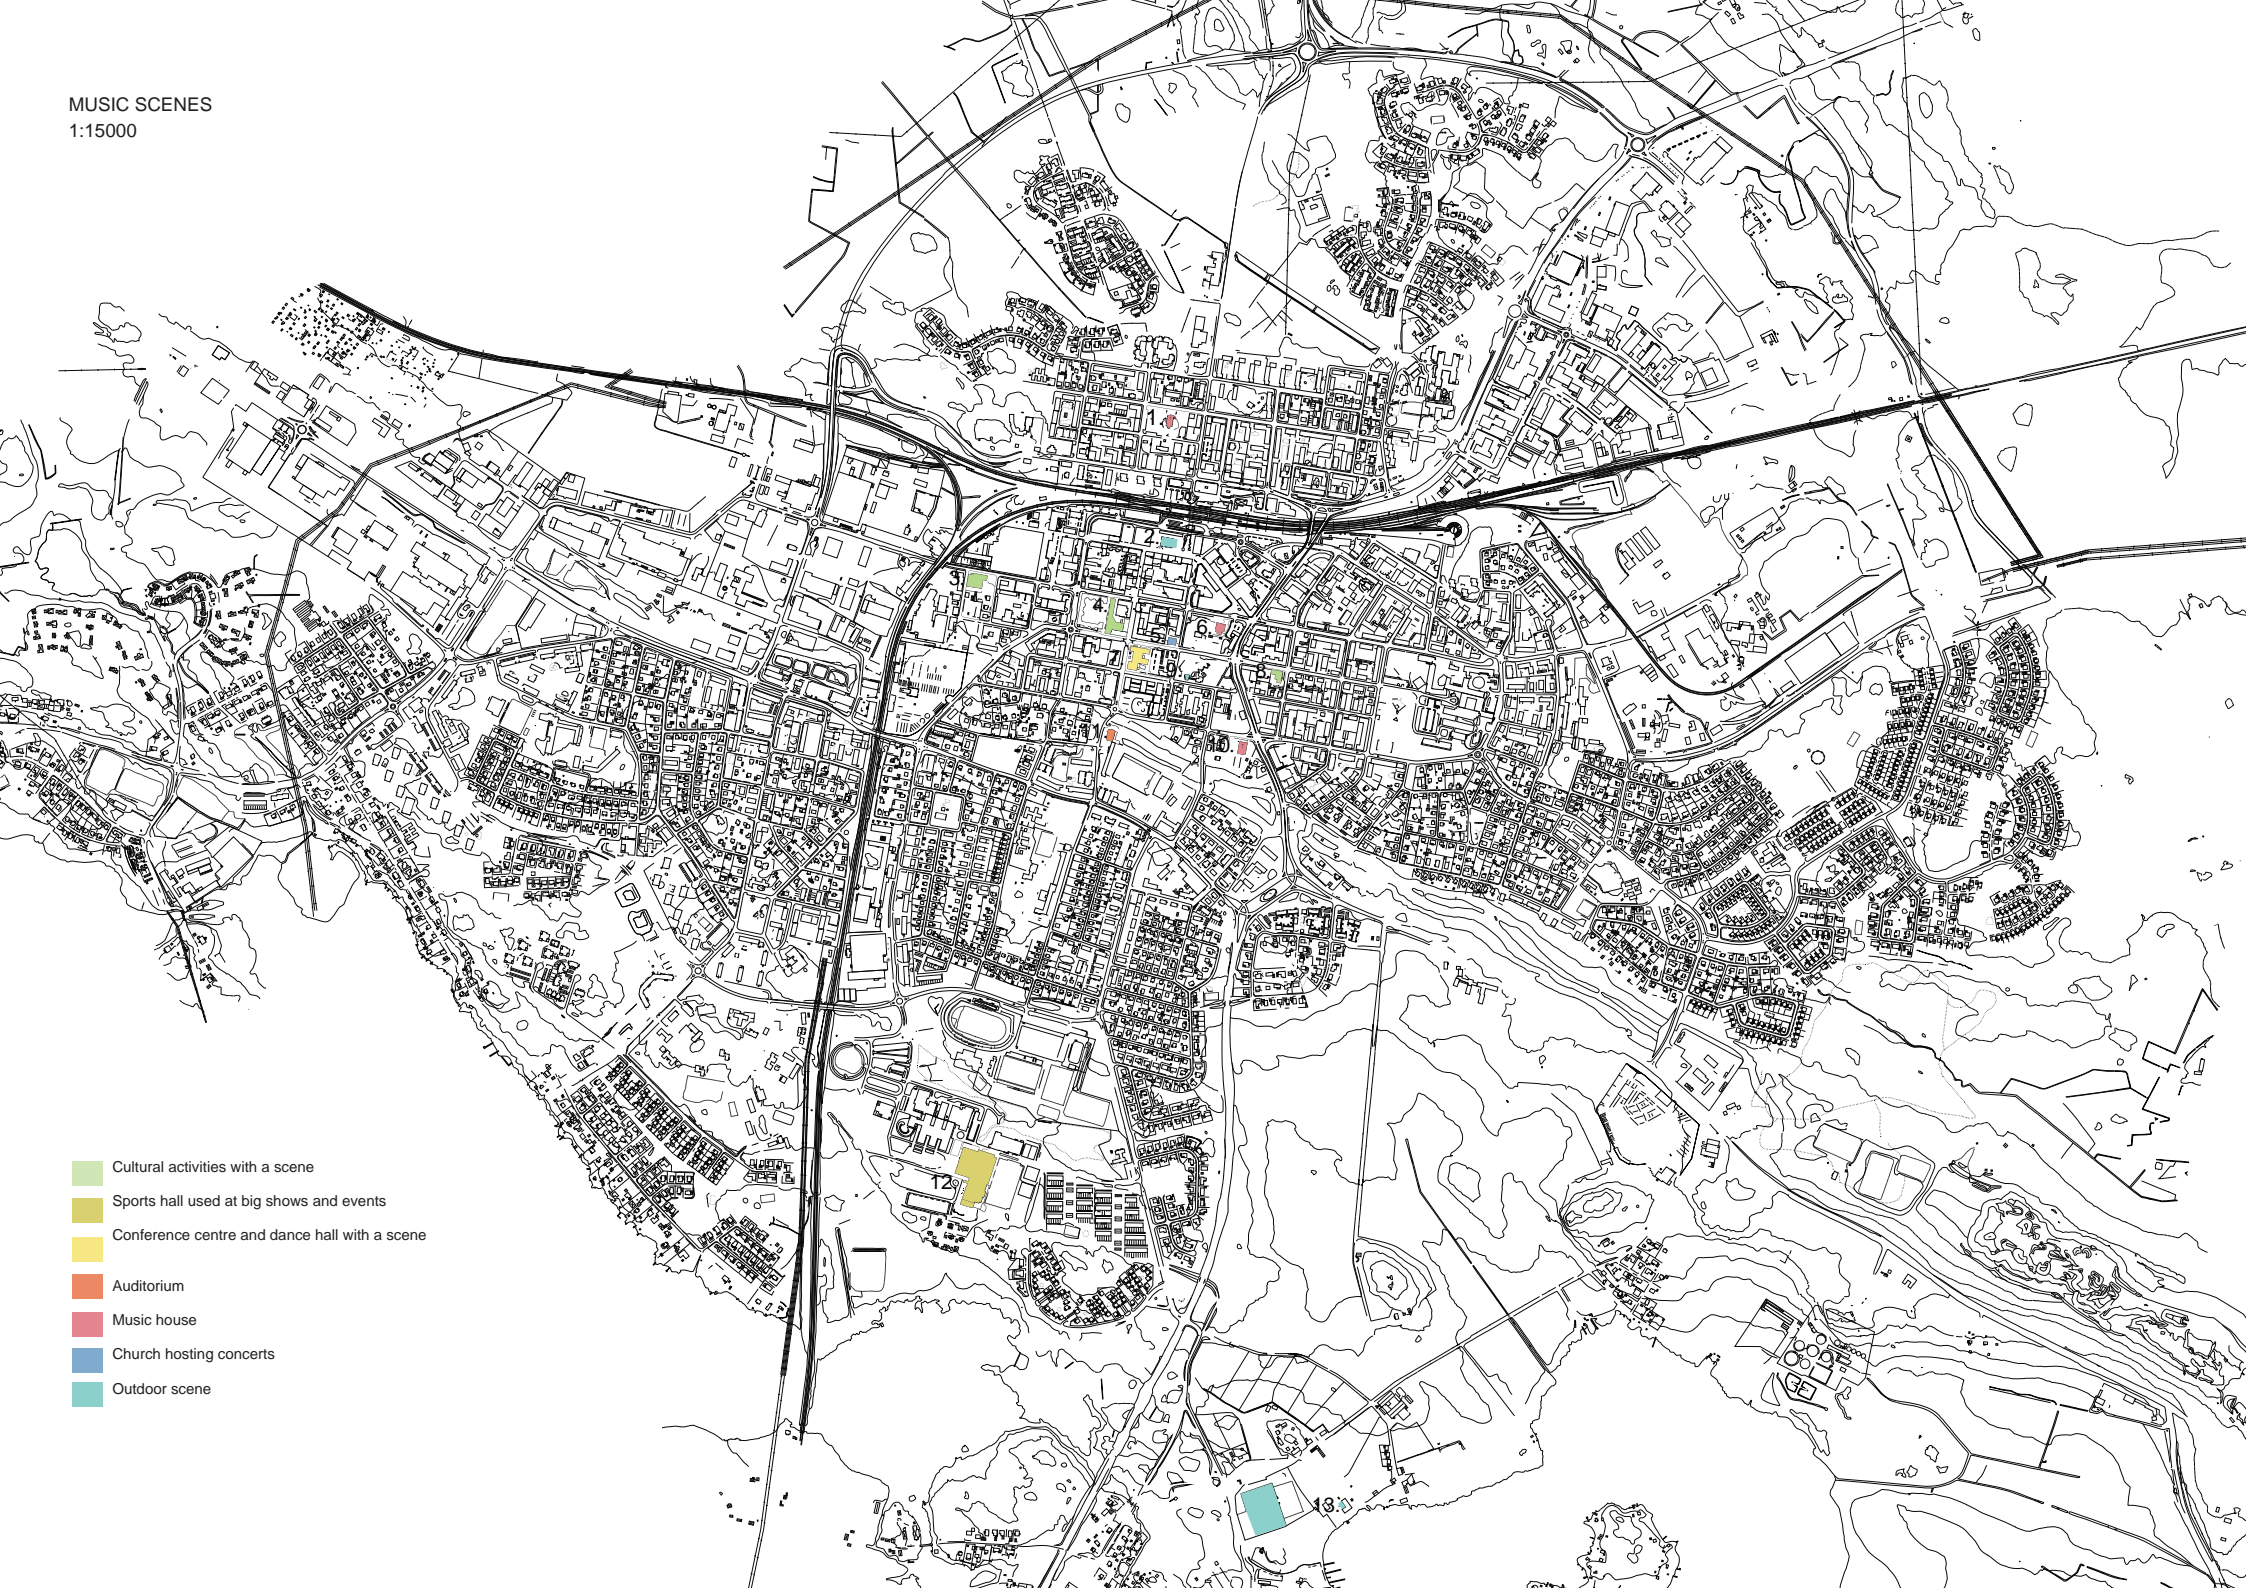 MUSIC SCENES
1:15000
1.
2.
3.
4.
5.
6.
7.
8.
9.
10.
12.
13.
Cultural activities with a scene
Sports hall used at big shows and events
Conference centre and dance hall with a scene
Auditorium
Music house
Church hosting concerts
Outdoor scene